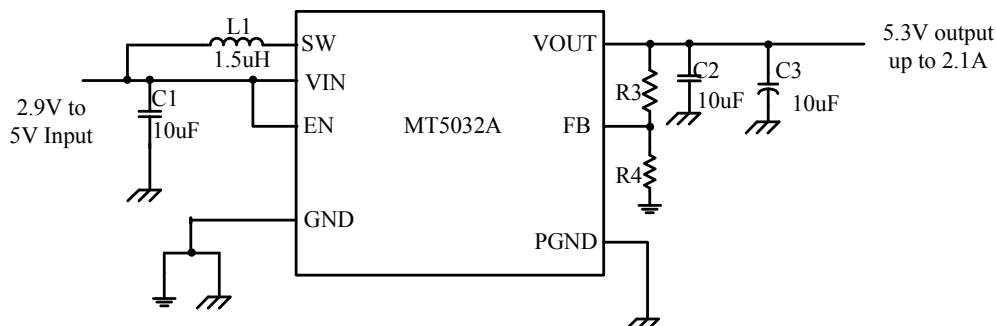 L1
1.5uH
SW
VOUT
5.3V output
up to 2.1A
VIN
C1
10uF
2.9V to
5V Input
EN
MT5032A
FB
R3
C2
10uF
C3
10uF
R4
GND
PGND